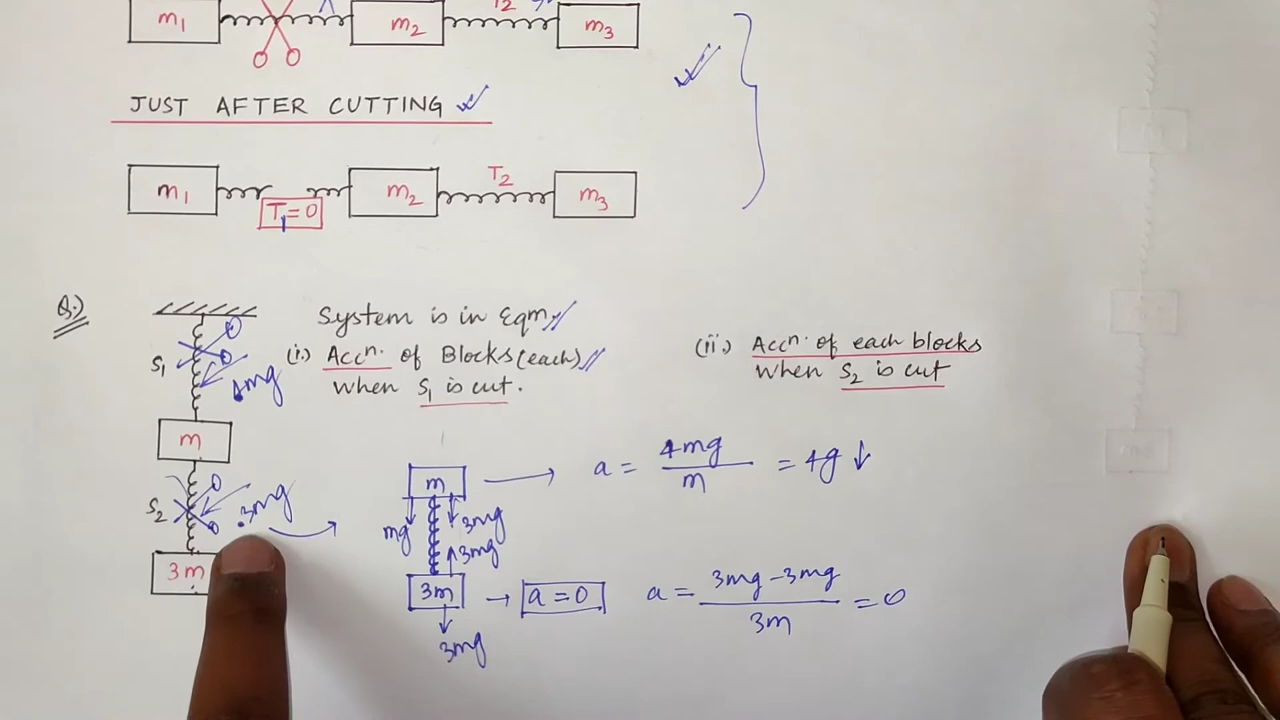 m1 m2 T2 m3
JUST AFTER CUTTING
m1 T1=0 m2 T2 m3
Q.)
System is in Eqm
(i.) Accn. of Blocks(each)
when S1 is cut.
(ii.) Accn. of each blocks
when S2 is cut
S1
4mg
m
S2
3mg
3m
m
mg
3mg
3mg
3m
3mg
a = 4mg/m = 4g ↓
a = 0
a = 3mg-3mg/3m = 0